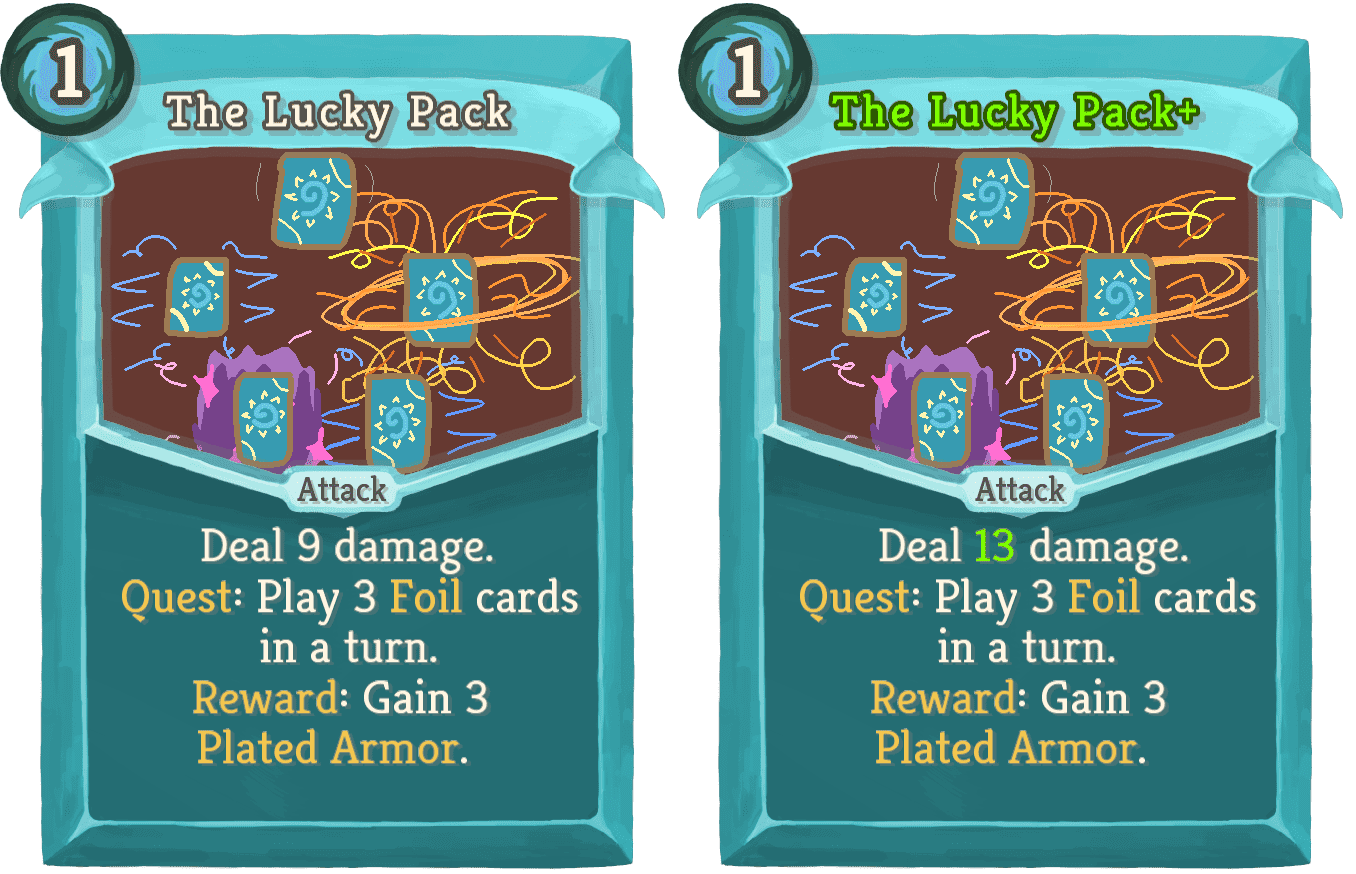 1
The Lucky Pack
Attack
Deal 9 damage.
Quest: Play 3 Foil cards
in a turn.
Reward: Gain 3
Plated Armor.
1
The Lucky Pack+
Attack
Deal 13 damage.
Quest: Play 3 Foil cards
in a turn.
Reward: Gain 3
Plated Armor.